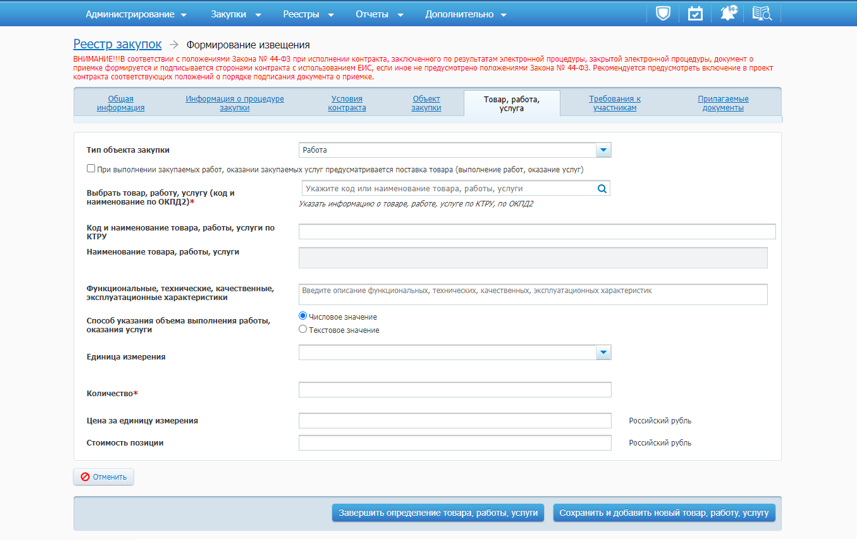 Администрирование Закупки Реестры Отчеты Дополнительно
Реестр закупок → Формирование извещения
ВНИМАНИЕ!!!В соответствии с положениями Закона № 44-ФЗ при исполнении контракта, заключенного по результатам электронной процедуры, закрытой электронной процедуры, документ о
приемке формируется и подписывается сторонами контракта с использованием ЕИС, если иное не предусмотрено положениями Закона № 44-ФЗ. Рекомендуется предусмотреть включение в проект
контракта соответствующих положений о порядке подписания документа о приемке.
Общая
информация
Информация о процедуре
закупки
Условия
контракта
Объект
закупки
Товар, работа,
услуга
Требования к
участникам
Прилагаемые
документы
Тип объекта закупки
Работа
При выполнении закупаемых работ, оказании закупаемых услуг предусматривается поставка товара (выполнение работ, оказание услуг)
Выбрать товар, работу, услугу (код и
наименование по ОКПД2)*
Укажите код или наименование товара, работы, услуги
Указать информацию о товаре, работе, услуге по КТРУ, по ОКПД2
Код и наименование товара, работы, услуги по
КТРУ
Наименование товара, работы, услуги
Функциональные, технические, качественные,
эксплуатационные характеристики
Введите описание функциональных, технических, качественных, эксплуатационных характеристик
Способ указания объема выполнения работы,
оказания услуги
Числовое значение
Текстовое значение
Единица измерения
Количество*
Цена за единицу измерения
Российский рубль
Стоимость позиции
Российский рубль
Отменить
Завершить определение товара, работы, услуги
Сохранить и добавить новый товар, работу, услугу